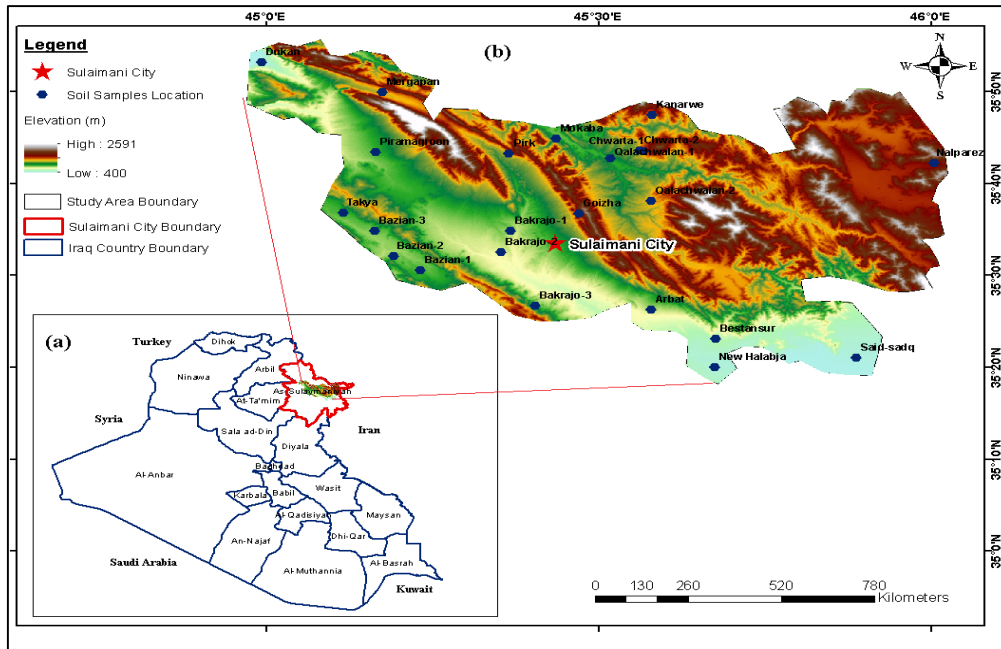 45°0'E
45°30'E
46°0'E
Legend
Sulaimani City
Soil Samples Location
Elevation (m)
High : 2591
Low : 400
Study Area Boundary
Sulaimani City Boundary
Iraq Country Boundary
(b)
N
W E
S
Dokan
Mergapan
Kanarwe
Mokaba
Chwarta-1
Chwarta-2
Piramagroon
Pirk
Qalachwalan-1
Nalparez
Qalachwalan-2
Takya
Goizha
Bazian-3
Bakrajo-1
Bazian-2
Bakrajo-2
Sulaimani City
Bazian-1
Bakrajo-3
Arbat
Bestansur
New Halabja
Said-sadq
35°50'N
35°40'N
35°30'N
35°20'N
35°10'N
35°0'N
(a)
Turkey
Dihok
Ninawa
Arbil
As-Sulaymaniyah
At-Ta'mim
Syria
Sala ad-Din
Iran
Diyala
Al-Anbar
Baghdad
Karbala
Babil
Wasit
Al-Qadisiyah
Maysan
An-Najaf
Dhi-Qar
Saudi Arabia
Al-Muthannia
Al-Basrah
Kuwait
0 130 260 520 780
Kilometers
45°0'E
45°30'E
46°0'E